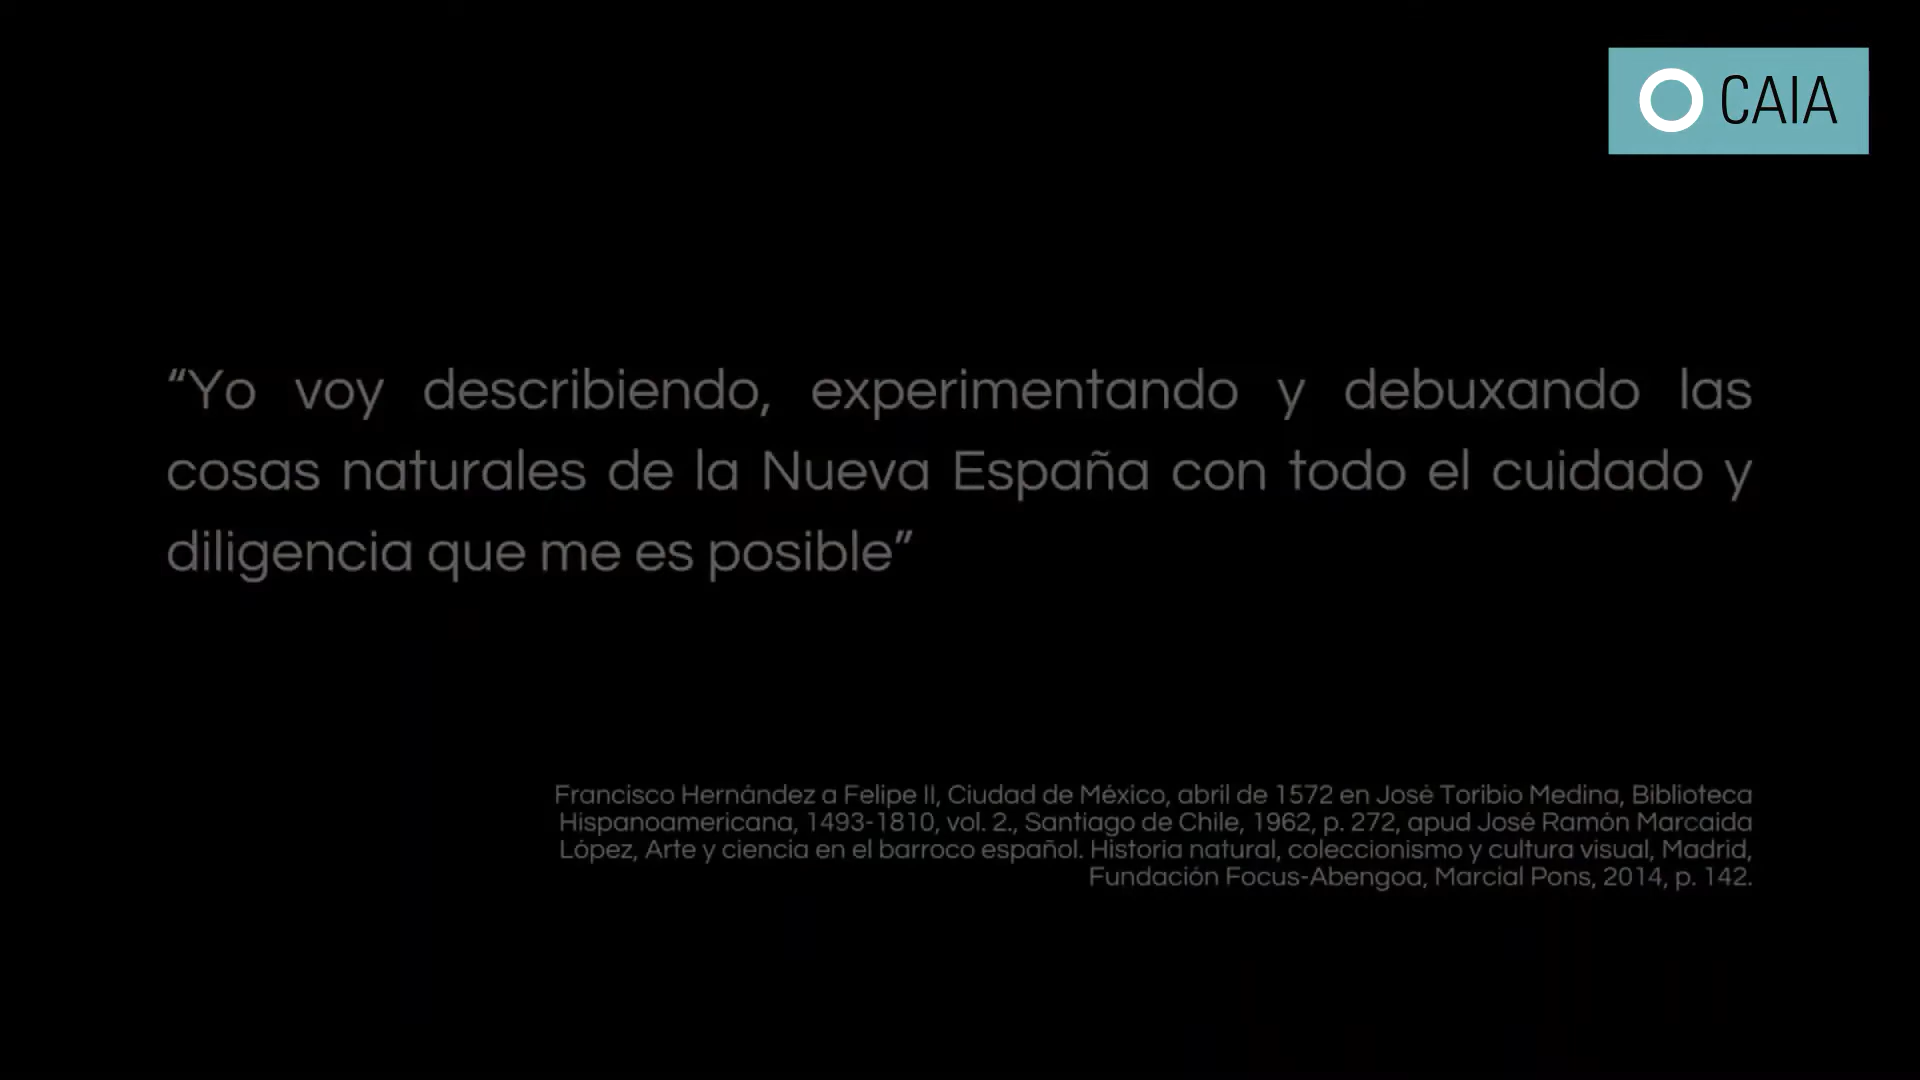 CAIA
“Yo voy describiendo, experimentando y debuxando las
cosas naturales de la Nueva España con todo el cuidado y
diligencia que me es posible”
Francisco Hernández a Felipe II, Ciudad de México, abril de 1572 en José Toribio Medina, Biblioteca
Hispanoamericana, 1493-1810, vol. 2., Santiago de Chile, 1962, p. 272, apud José Ramón Marcaida
López, Arte y ciencia en el barroco español. Historia natural, coleccionismo y cultura visual, Madrid,
Fundación Focus-Abengoa, Marcial Pons, 2014, p. 142.